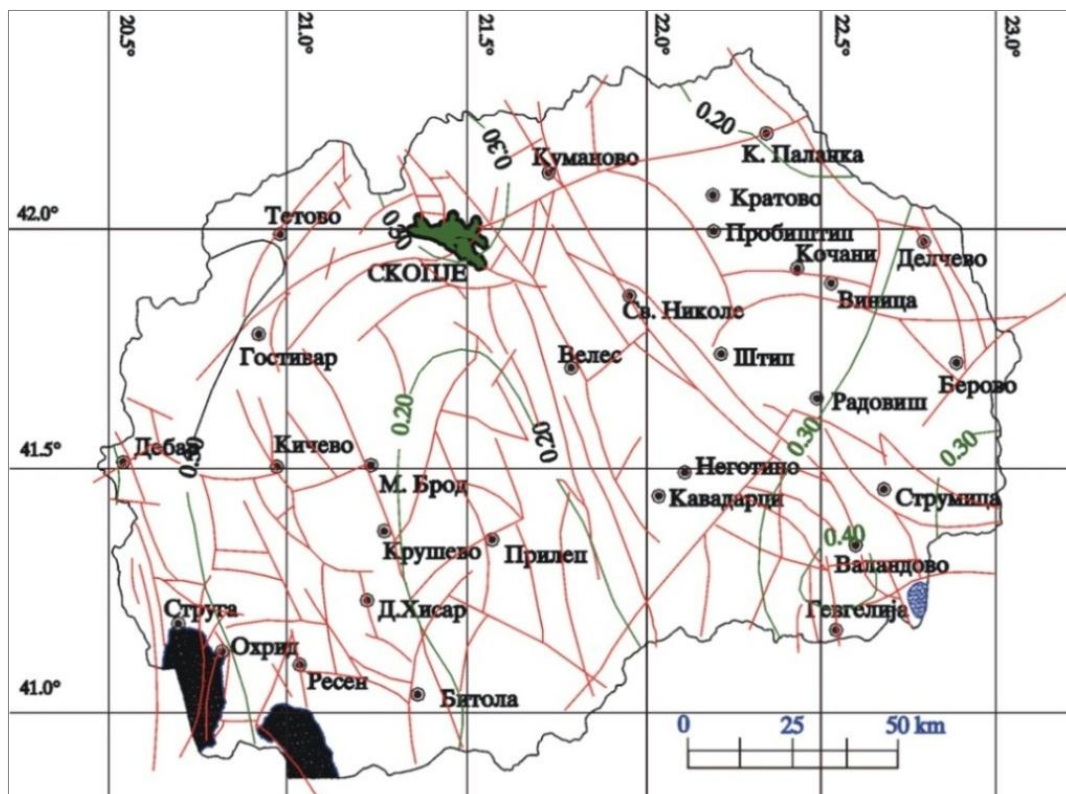 20.5°
21.0°
21.5°
22.0°
22.5°
23.0°
0.20
0.30
К. Паланка
Куманово
Кратово
42.0°
Тетово
0.20
Пробиштип
Кочани
Делчево
СКОПЈЕ
Виница
Св. Николе
Гостивар
Велес
Штип
Берово
0.20
Радовиш
0.20
0.30
0.30
41.5°
Дебар
0.30
Кичево
М. Брод
Неготино
Кавадарци
Струмица
0.40
Крушево
Прилеп
Валандово
Струга
Д.Хисар
Гевгелија
Охрид
41.0°
Ресен
Битола
0
25
50 km